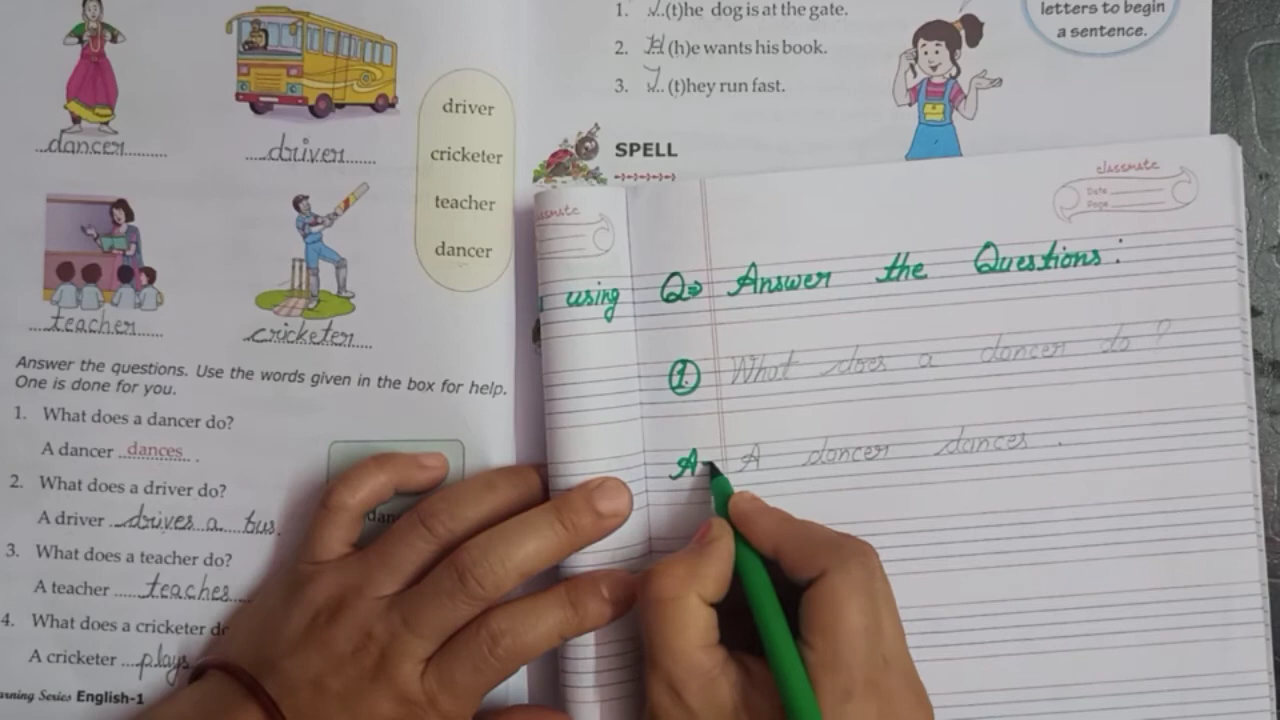 dancer
driver
teacher
cricketer
driver
cricketer
teacher
dancer
Answer the questions. Use the words given in the box for help.
One is done for you.
1. What does a dancer do?
A dancer dances.
2. What does a driver do?
A driver drives a bus.
3. What does a teacher do?
A teacher teaches
4. What does a cricketer
A cricketer plays
Series English-1
1. (t)he dog is at the gate.
2. H (h)e wants his book.
3. T (t)hey run fast.
letters to begin
a sentence.
SPELL
classmate
Date
Page
using
Q⇒ Answer the Questions:
1. What does a dancer do?
A A dancer dances.